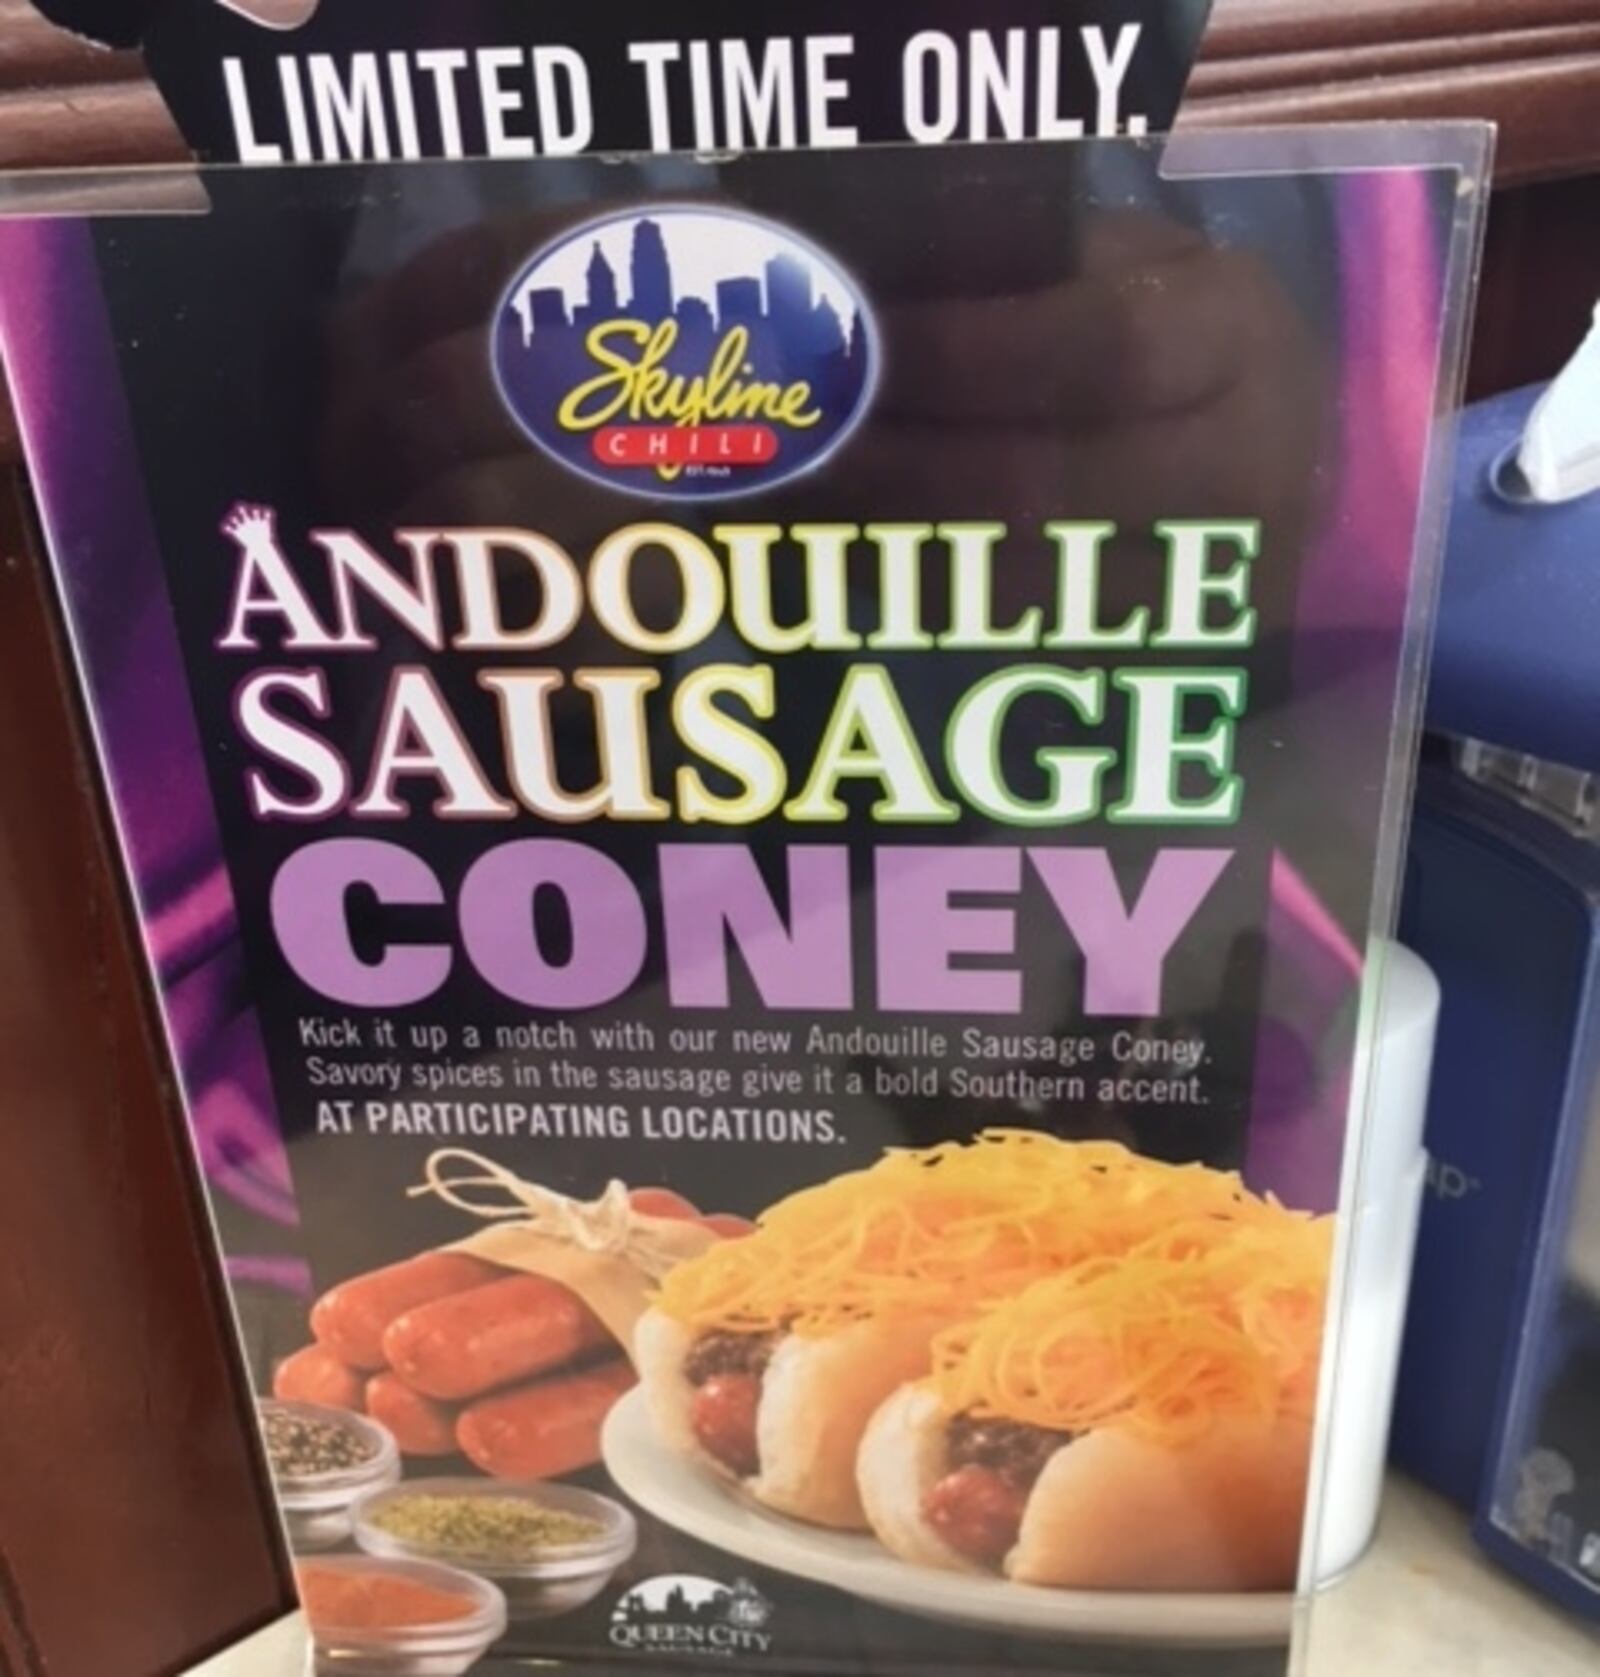 LIMITED TIME ONLY.
Skyline
CHILI
ANDOUILLE
SAUSAGE
CONEY
Kick it up a notch with our new Andouille Sausage Coney.
Savory spices in the sausage give it a bold Southern accent.
AT PARTICIPATING LOCATIONS.
QUEEN CITY